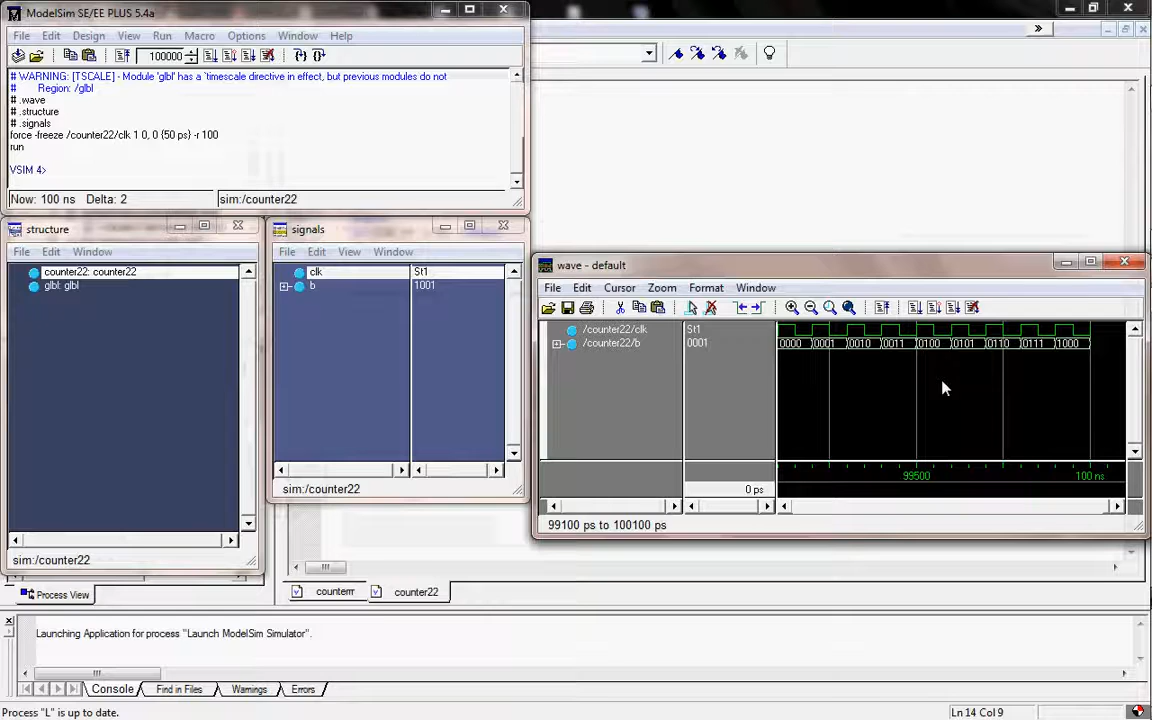 ModelSim SE/EE PLUS 5.4a
File Edit Design View Run Macro Options Window Help
100000
# WARNING: [TSCALE] - Module 'glbl' has a `timescale directive in effect, but previous modules do not
# Region: /glbl
# .wave
# .structure
# .signals
force -freeze /counter22/clk 1 0, 0 {50 ps} -r 100
run
VSIM 4>
Now: 100 ns Delta: 2 sim:/counter22
structure
File Edit Window
counter22: counter22
glbl: glbl
sim:/counter22
signals
File Edit View Window
clk St1
b 1001
sim:/counter22
wave - default
File Edit Cursor Zoom Format Window
/counter22/clk St1
/counter22/b 0001 0000 0001 0010 0011 0100 0101 0110 0111 1000
99500 100 ns
0 ps
99100 ps to 100100 ps
Process View
counterrr counter22
Launching Application for process "Launch ModelSim Simulator".
Console Find in Files Warnings Errors
Process "L" is up to date. Ln 14 Col 9